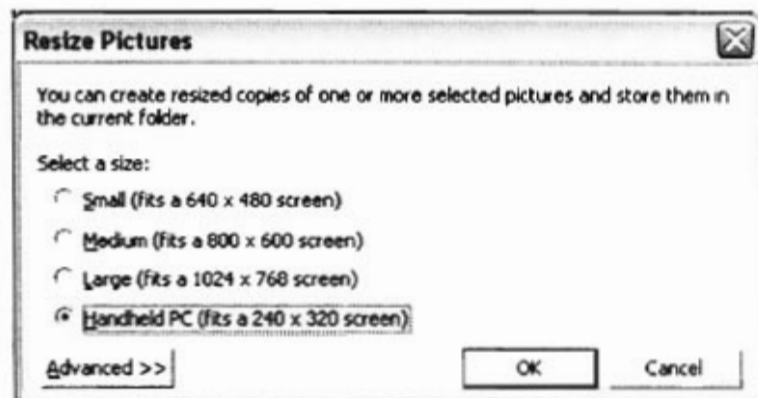 Resize Pictures
You can create resized copies of one or more selected pictures and store them in
the current folder.
Select a size:
Small (fits a 640 x 480 screen)
Medium (fits a 800 x 600 screen)
Large (fits a 1024 x 768 screen)
Handheld PC (fits a 240 x 320 screen)
Advanced >>
OK
Cancel